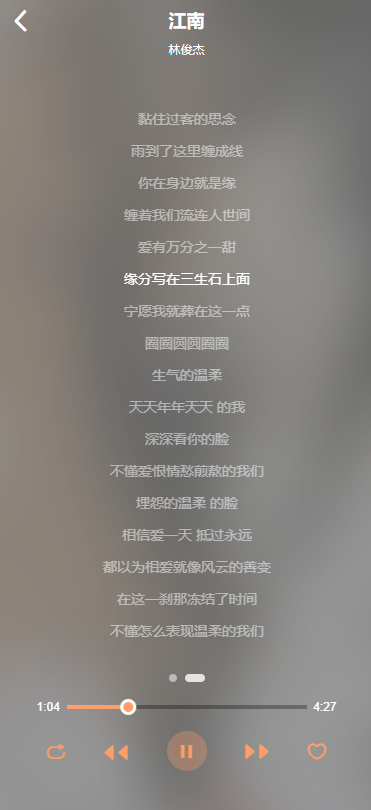 江南
林俊杰
黏住过客的思念
雨到了这里缠成线
你在身边就是缘
缠着我们流连人世间
爱有万分之一甜
缘分写在三生石上面
宁愿我就葬在这一点
圈圈圆圆圈圈
生气的温柔
天天年年天天 的我
深深看你的脸
不懂爱恨情愁煎熬的我们
埋怨的温柔 的脸
相信爱一天 抵过永远
都以为相爱就像风云的善变
在这一刹那冻结了时间
不懂怎么表现温柔的我们
1:04
4:27